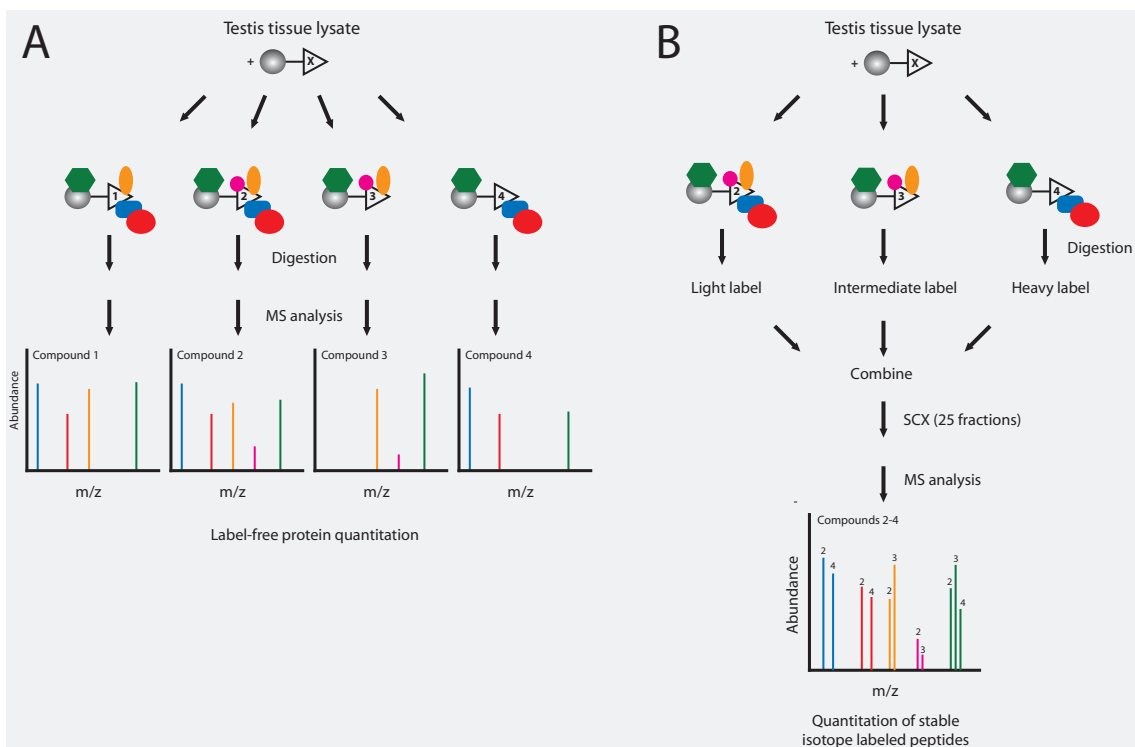 A
Testis tissue lysate
+
X
1
2
3
4
Digestion
MS analysis
Compound 1
Compound 2
Compound 3
Compound 4
Abundance
m/z
m/z
m/z
m/z
Label-free protein quantitation
B
Testis tissue lysate
+
X
2
3
4
Digestion
Light label
Intermediate label
Heavy label
Combine
SCX (25 fractions)
MS analysis
-
Compounds 2-4
Abundance
2
4
2
4
2
3
2
3
2
3
4
m/z
Quantitation of stable
isotope labeled peptides